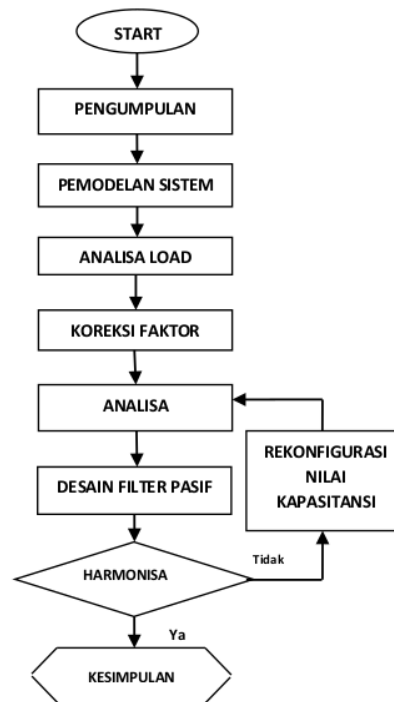 START
PENGUMPULAN
PEMODELAN SISTEM
ANALISA LOAD
KOREKSI FAKTOR
ANALISA
REKONFIGURASI
NILAI
KAPASITANSI
DESAIN FILTER PASIF
HARMONISA
Tidak
Ya
KESIMPULAN